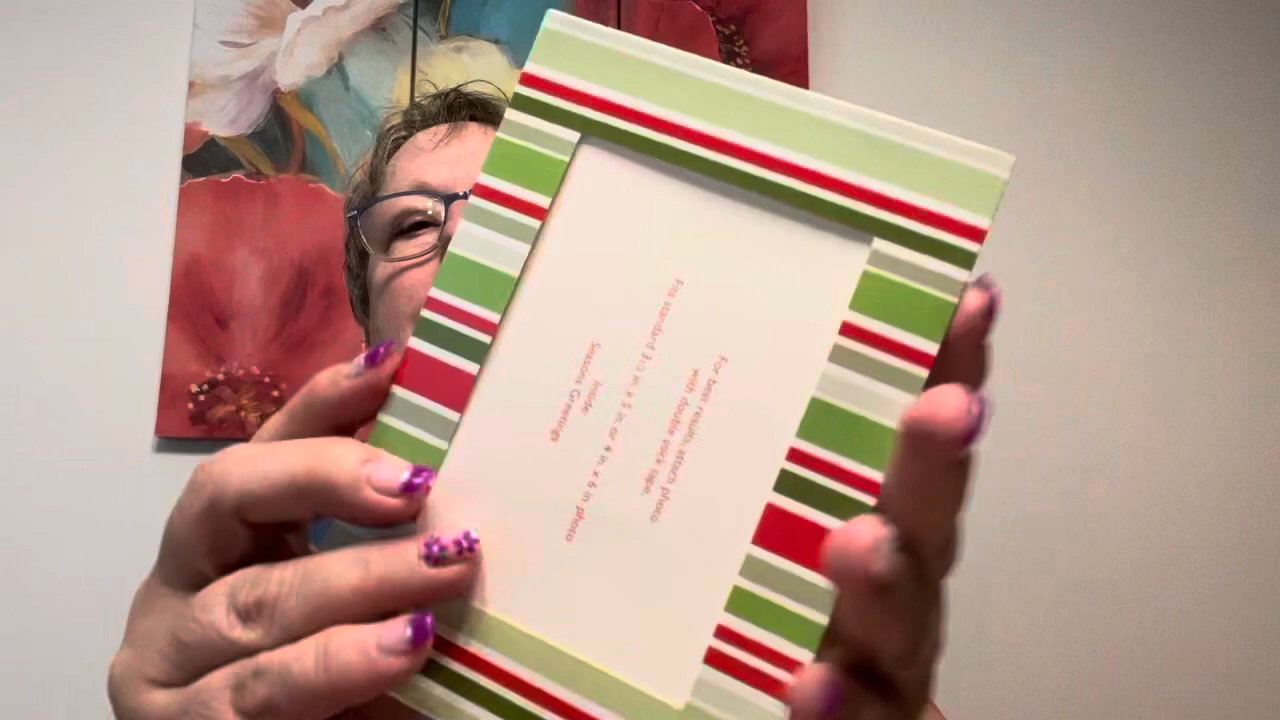 For best results, attach photo
with double stick tape.
Fits standard 3½ in. x 5 in. or 4 in. x 6 in photo
Inside:
Seasons Greetings